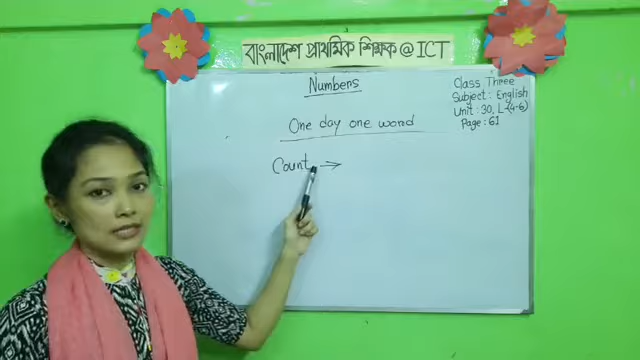 বাংলাদেশ প্রাথমিক শিক্ষক @ ICT
Numbers
Class Three
Subject : English
Unit : 30, L-(4-6)
Page : 61
One day one word
Count →